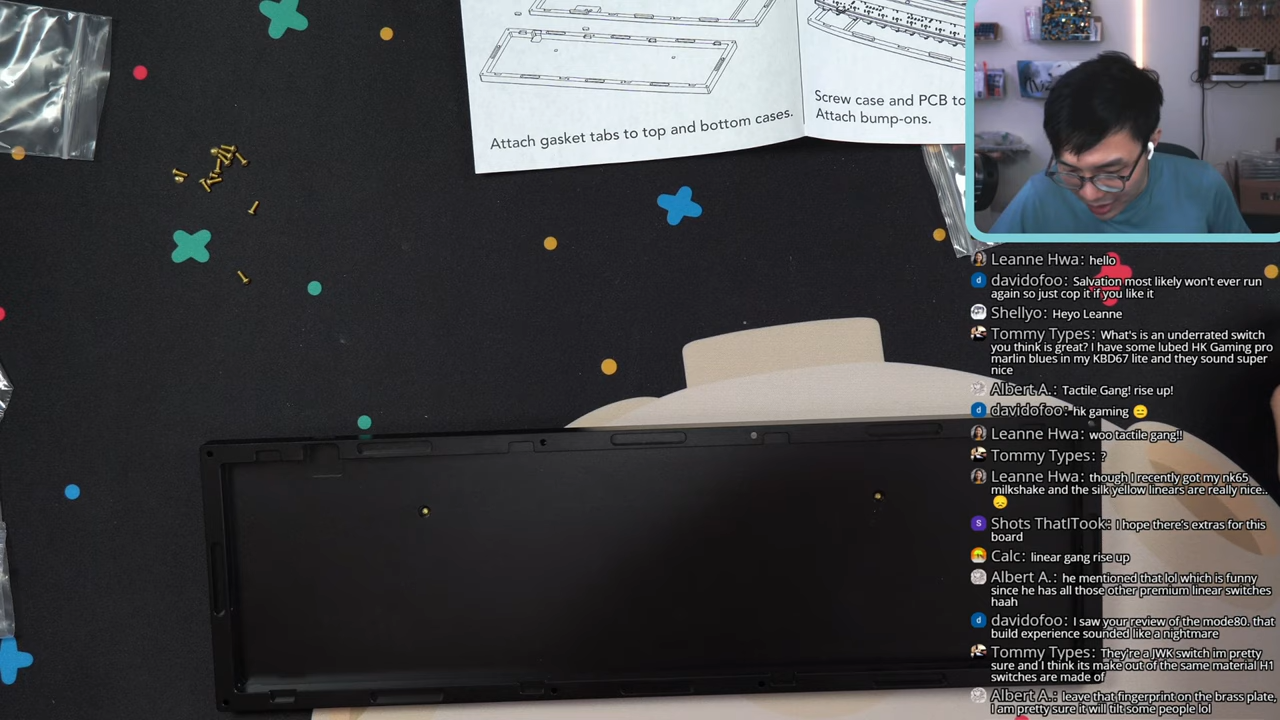 Attach gasket tabs to top and bottom cases.
Screw case and PCB to
Attach bump-ons.
Leanne Hwa: hello
davidofoo: Salvation most likely won't ever run
again so just cop it if you like it
Shellyo: Heyo Leanne
Tommy Types: What's is an underrated switch
you think is great? I have some lubed HK Gaming pro
marlin blues in my KBD67 lite and they sound super
nice
Albert A.: Tactile Gang! rise up!
davidofoo: hk gaming 😑
Leanne Hwa: woo tactile gang!!
Tommy Types: ?
Leanne Hwa: though I recently got my nk65
milkshake and the silk yellow linears are really nice..
😞
Shots ThatITook: I hope there's extras for this
board
Calc: linear gang rise up
Albert A.: he mentioned that lol which is funny
since he has all those other premium linear switches
haah
davidofoo: I saw your review of the mode80. that
build experience sounded like a nightmare
Tommy Types: They're a JWK switch im pretty
sure and I think its make out of the same material H1
switches are made of
Albert A.: leave that fingerprint on the brass plate,
I am pretty sure it will tilt some people lol